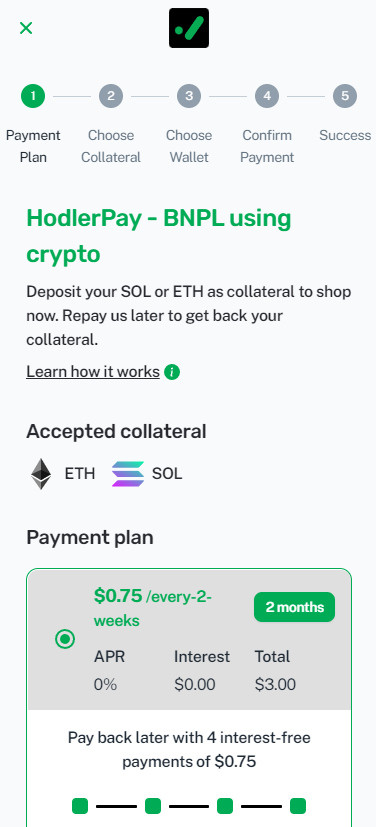 1 2 3 4 5
Payment Choose Choose Confirm Success
Plan Collateral Wallet Payment
HodlerPay - BNPL using
crypto
Deposit your SOL or ETH as collateral to shop
now. Repay us later to get back your
collateral.
Learn how it works i
Accepted collateral
ETH SOL
Payment plan
$0.75 /every-2-
weeks
2 months
APR Interest Total
0% $0.00 $3.00
Pay back later with 4 interest-free
payments of $0.75